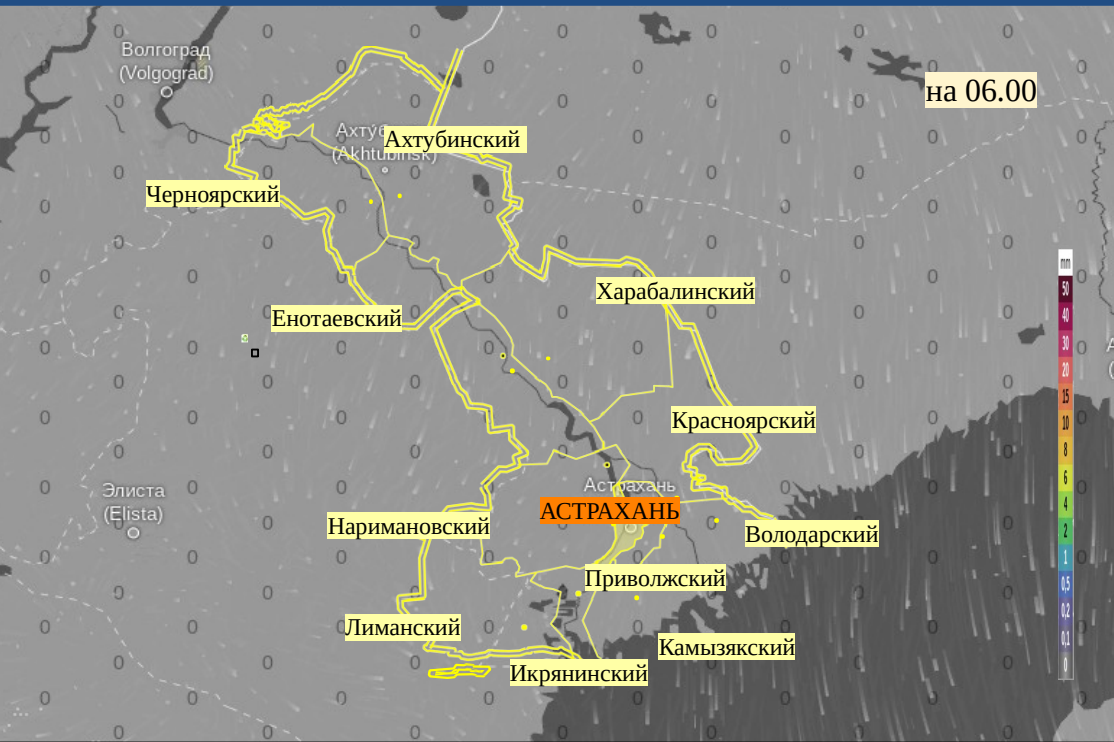 Волгоград
(Volgograd)
на 06.00
Ахтубинский
(Akhtubinsk)
Черноярский
Харабалинский
Енотаевский
Красноярский
Элиста
(Elista)
Астрахань
АСТРАХАНЬ
Наримановский
Володарский
Приволжский
Лиманский
Камызякский
Икрянинский
mm
50
40
30
20
15
10
8
6
4
2
1
0,5
0,2
0,1
0